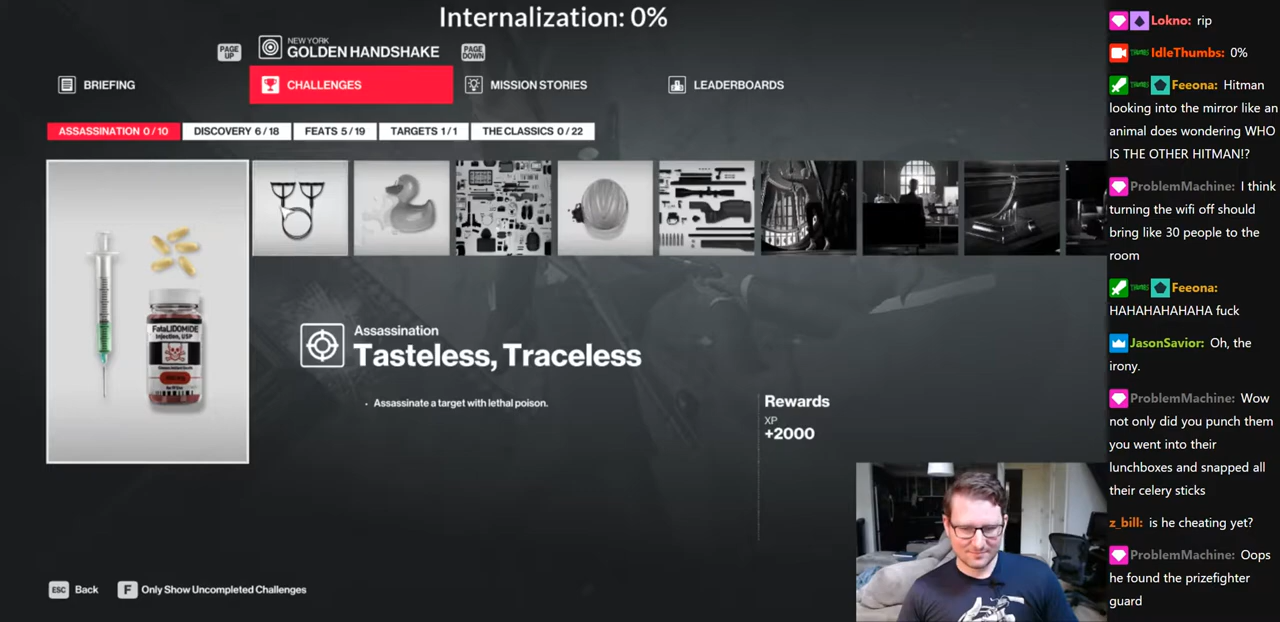 Internalization: 0%
PAGE UP
NEW YORK
GOLDEN HANDSHAKE
PAGE DOWN
BRIEFING
CHALLENGES
MISSION STORIES
LEADERBOARDS
ASSASSINATION 0 / 10
DISCOVERY 6 / 18
FEATS 5 / 19
TARGETS 1 / 1
THE CLASSICS 0 / 22
FataLIDOMIDE
Injection, USP
Assassination
Tasteless, Traceless
• Assassinate a target with lethal poison.
Rewards
XP
+2000
ESC Back
F Only Show Uncompleted Challenges
Lokno: rip
THUMBS IdleThumbs: 0%
THUMBS Feeona: Hitman
looking into the mirror like an
animal does wondering WHO
IS THE OTHER HITMAN!?
ProblemMachine: I think
turning the wifi off should
bring like 30 people to the
room
THUMBS Feeona:
HAHAHAHAHAHA fuck
JasonSavior: Oh, the
irony.
ProblemMachine: Wow
not only did you punch them
you went into their
lunchboxes and snapped all
their celery sticks
z_bill: is he cheating yet?
ProblemMachine: Oops
he found the prizefighter
guard